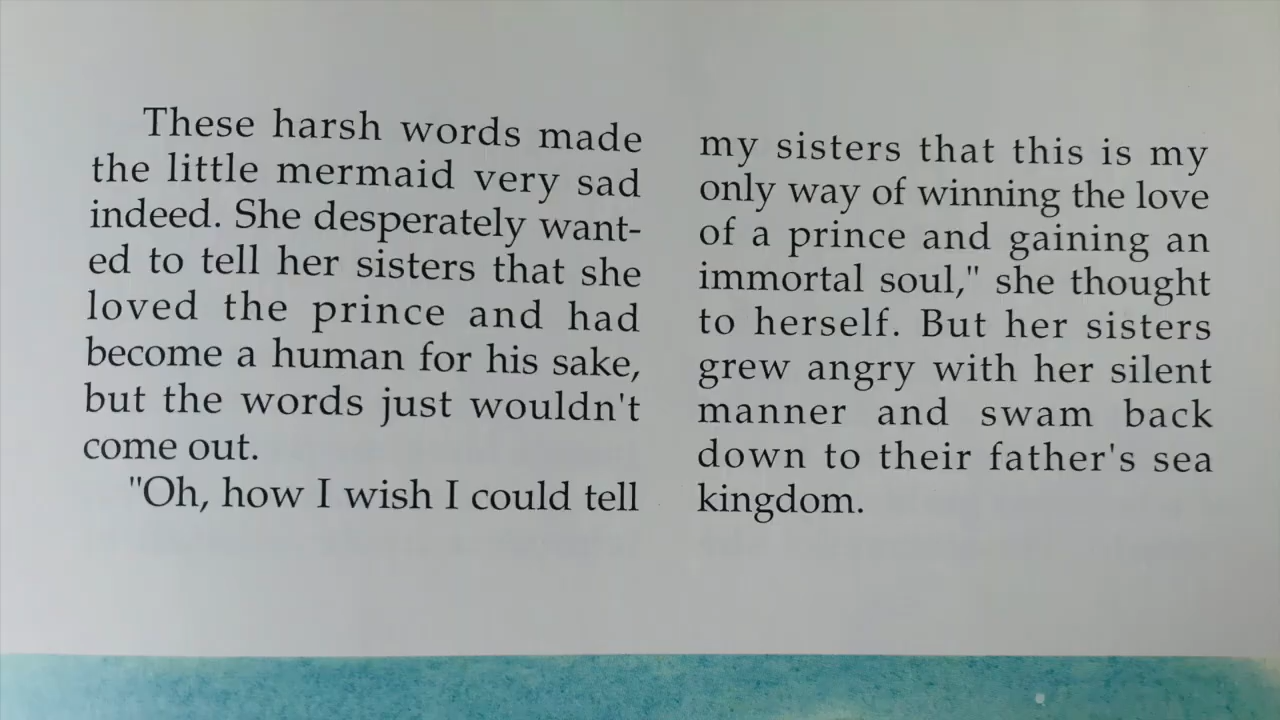 These harsh words made
the little mermaid very sad
indeed. She desperately want-
ed to tell her sisters that she
loved the prince and had
become a human for his sake,
but the words just wouldn't
come out.
"Oh, how I wish I could tell
my sisters that this is my
only way of winning the love
of a prince and gaining an
immortal soul," she thought
to herself. But her sisters
grew angry with her silent
manner and swam back
down to their father's sea
kingdom.